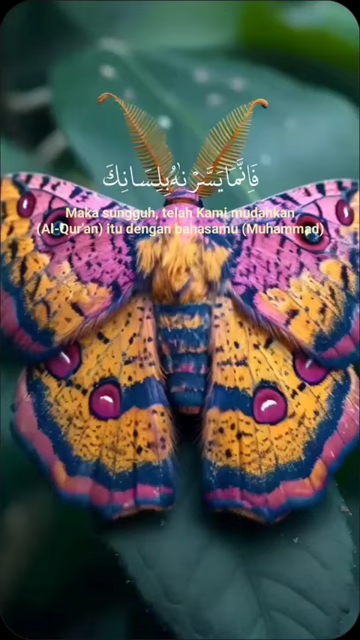 فَاِنَّمَا يَسَّرْنٰهُ بِلِسَانِكَ
Maka sungguh, telah Kami mudahkan
(Al-Qur'an) itu dengan bahasamu (Muhammad)